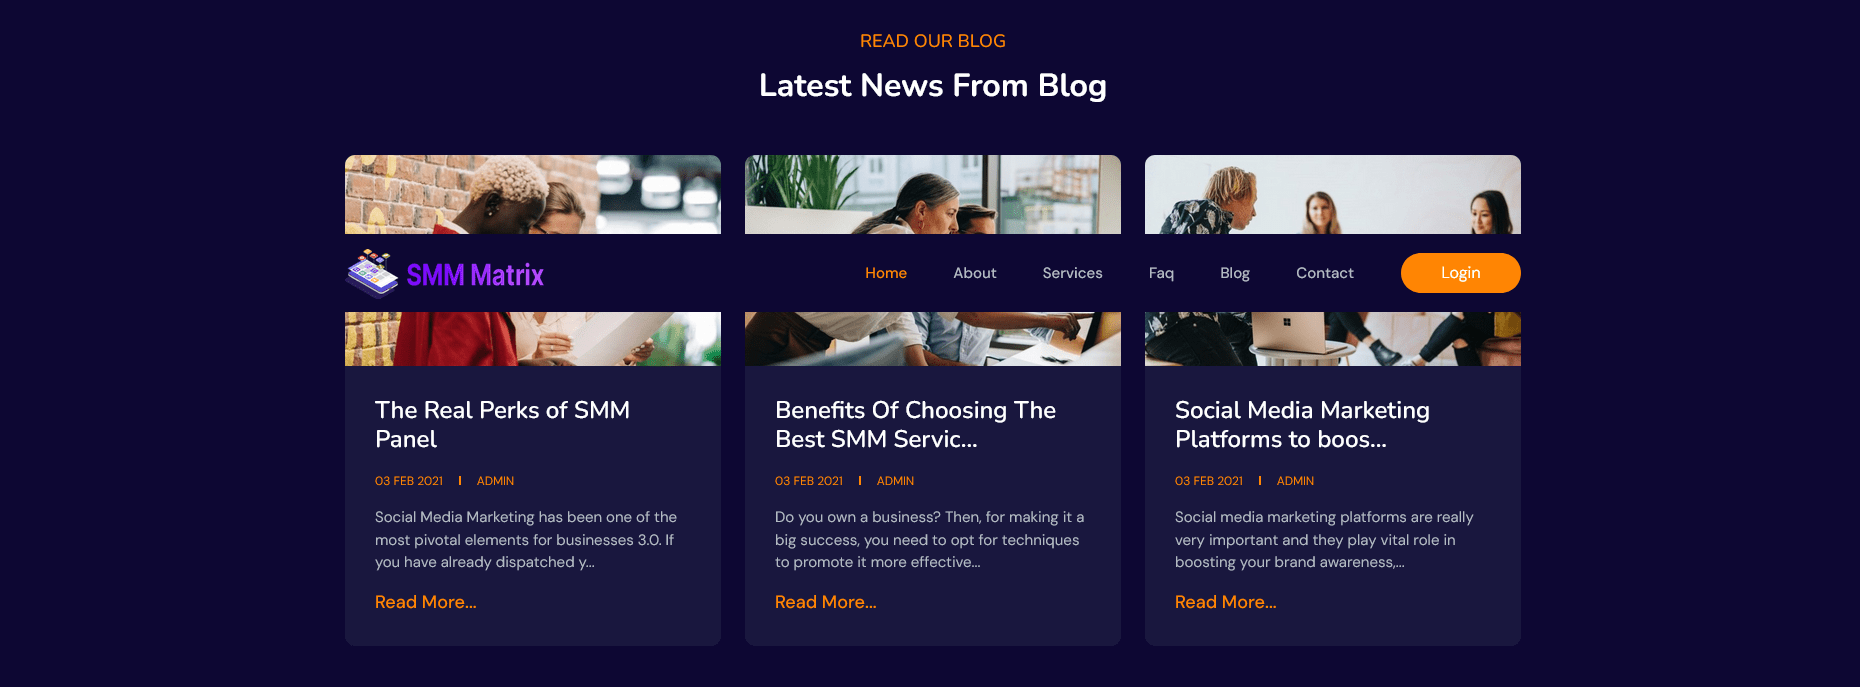 READ OUR BLOG
Latest News From Blog
SMM Matrix
Home About Services Faq Blog Contact Login
The Real Perks of SMM
Panel
03 FEB 2021 | ADMIN
Social Media Marketing has been one of the
most pivotal elements for businesses 3.0. If
you have already dispatched y...
Read More...
Benefits Of Choosing The
Best SMM Servic...
03 FEB 2021 | ADMIN
Do you own a business? Then, for making it a
big success, you need to opt for techniques
to promote it more effective...
Read More...
Social Media Marketing
Platforms to boos...
03 FEB 2021 | ADMIN
Social media marketing platforms are really
very important and they play vital role in
boosting your brand awareness,...
Read More...